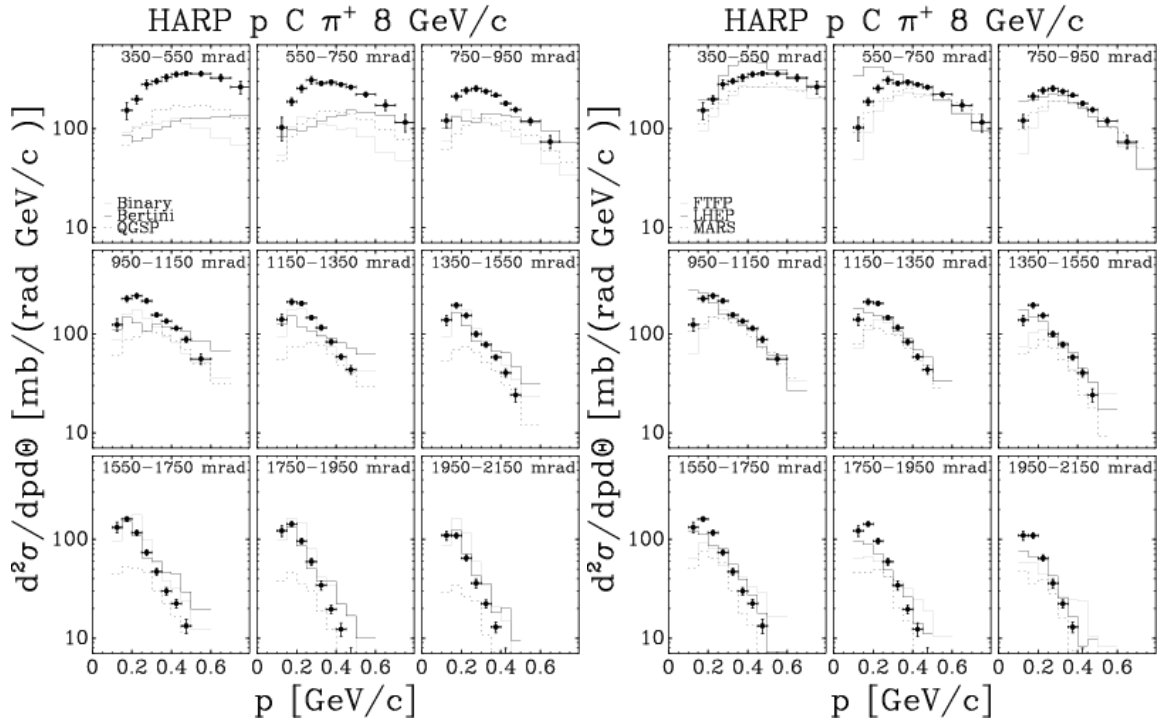 HARP p C π⁺ 8 GeV/c
HARP p C π⁺ 8 GeV/c
d²σ/dpdΘ [mb/(rad GeV/c )]
350−550 mrad
550−750 mrad
750−950 mrad
100
10
Binary
Bertini
QGSP
950−1150 mrad
1150−1350 mrad
1350−1550 mrad
100
10
1550−1750 mrad
1750−1950 mrad
1950−2150 mrad
100
10
0 0.2 0.4 0.6
0.2 0.4 0.6
0.2 0.4 0.6
p [GeV/c]
d²σ/dpdΘ [mb/(rad GeV/c )]
350−550 mrad
550−750 mrad
750−950 mrad
100
10
FTFP
LHEP
MARS
950−1150 mrad
1150−1350 mrad
1350−1550 mrad
100
10
1550−1750 mrad
1750−1950 mrad
1950−2150 mrad
100
10
0 0.2 0.4 0.6
0.2 0.4 0.6
0.2 0.4 0.6
p [GeV/c]